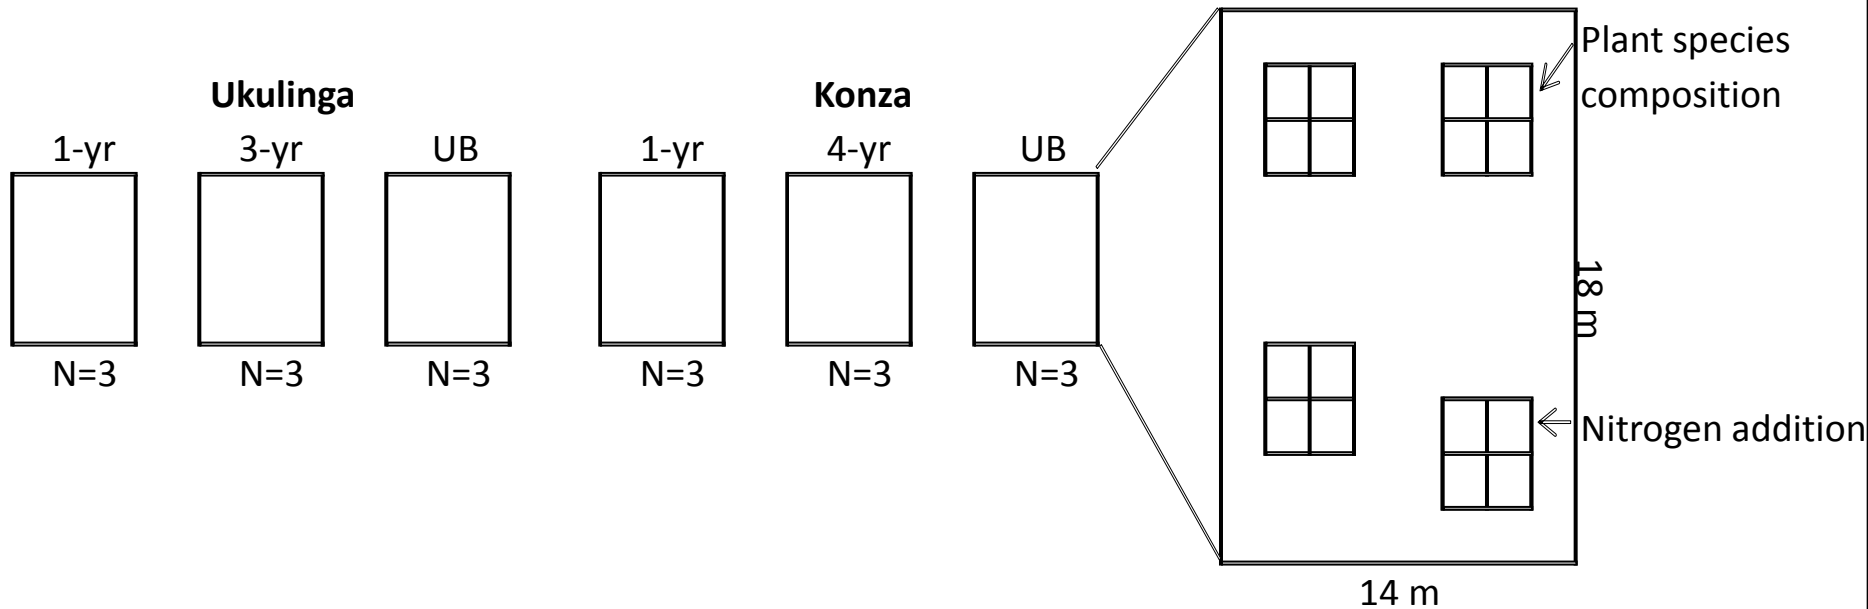 Ukulinga
1-yr
3-yr
UB
N=3
N=3
N=3
Konza
1-yr
4-yr
UB
N=3
N=3
N=3
Plant species
composition
18 m
Nitrogen addition
14 m